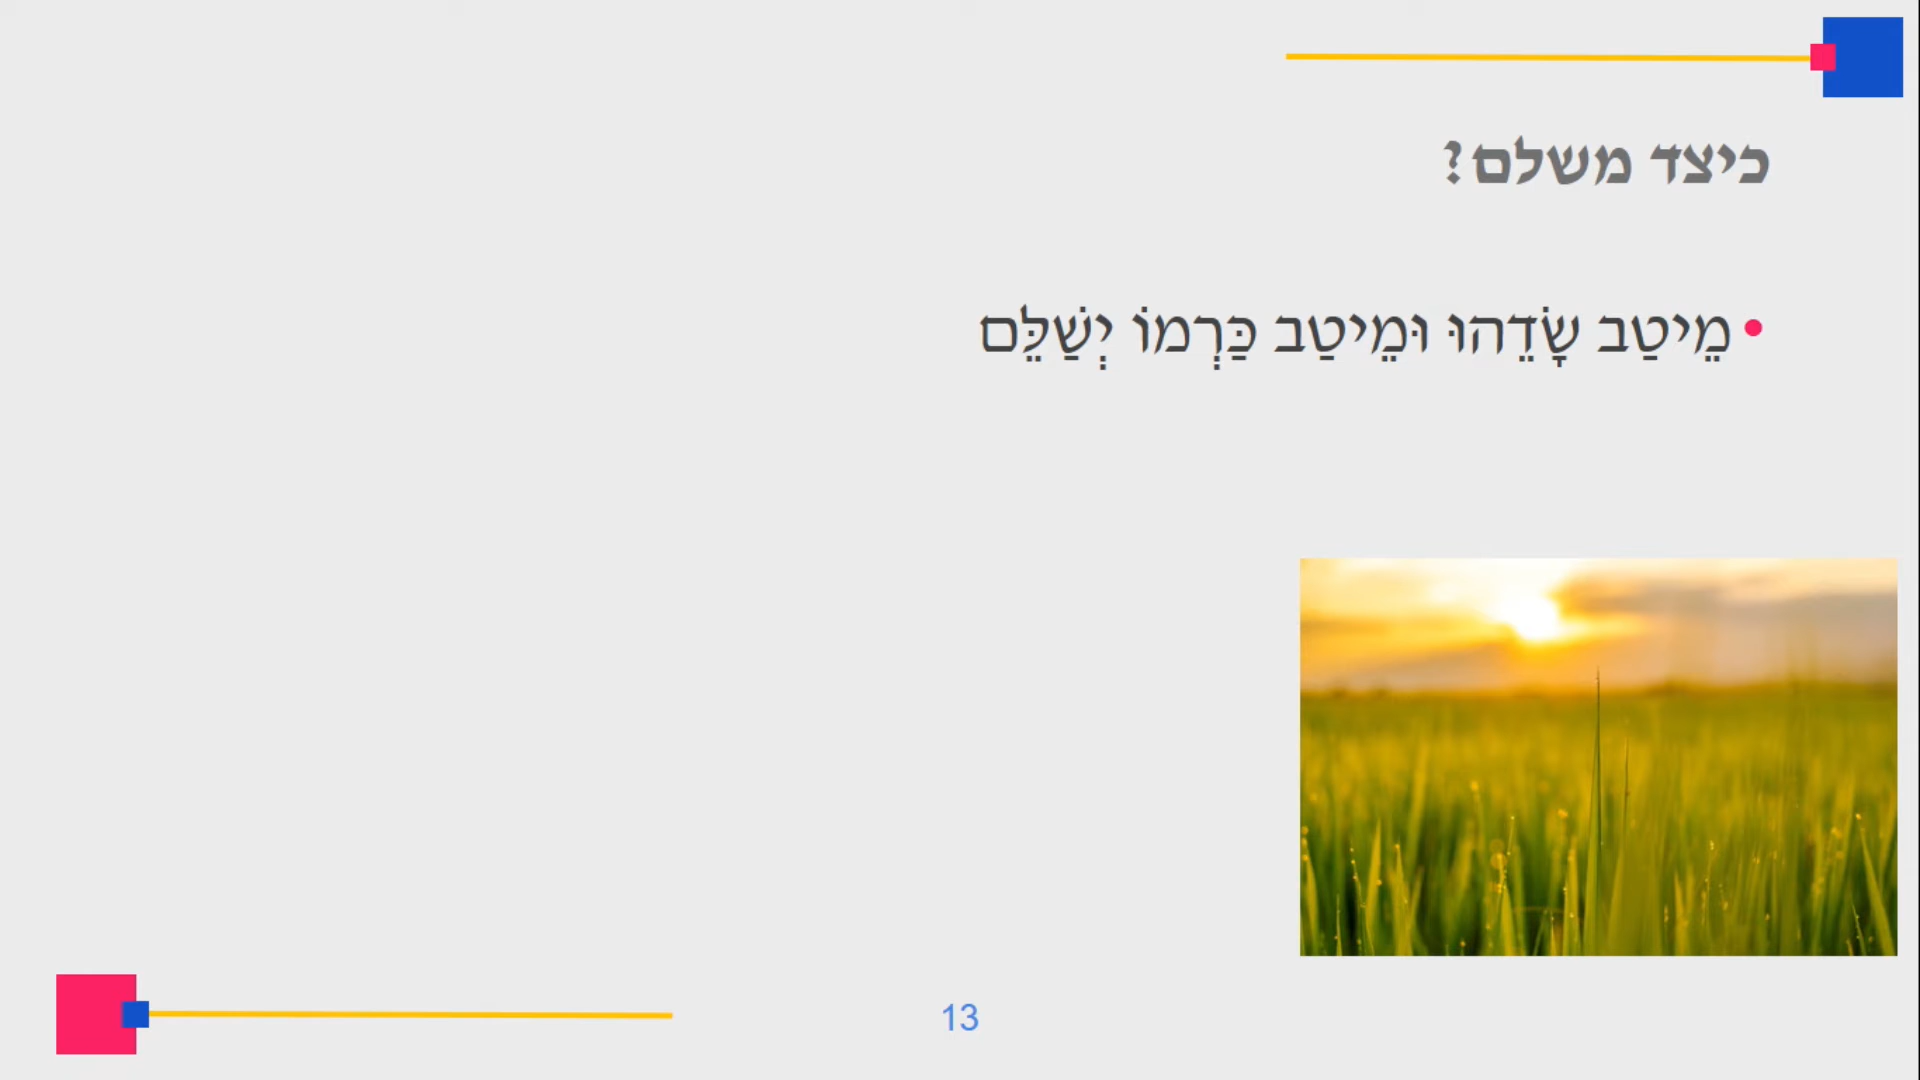 כיצד משלם?
• מֵיטַב שָׂדֵהוּ וּמֵיטַב כַּרְמוֹ יְשַׁלֵּם
13